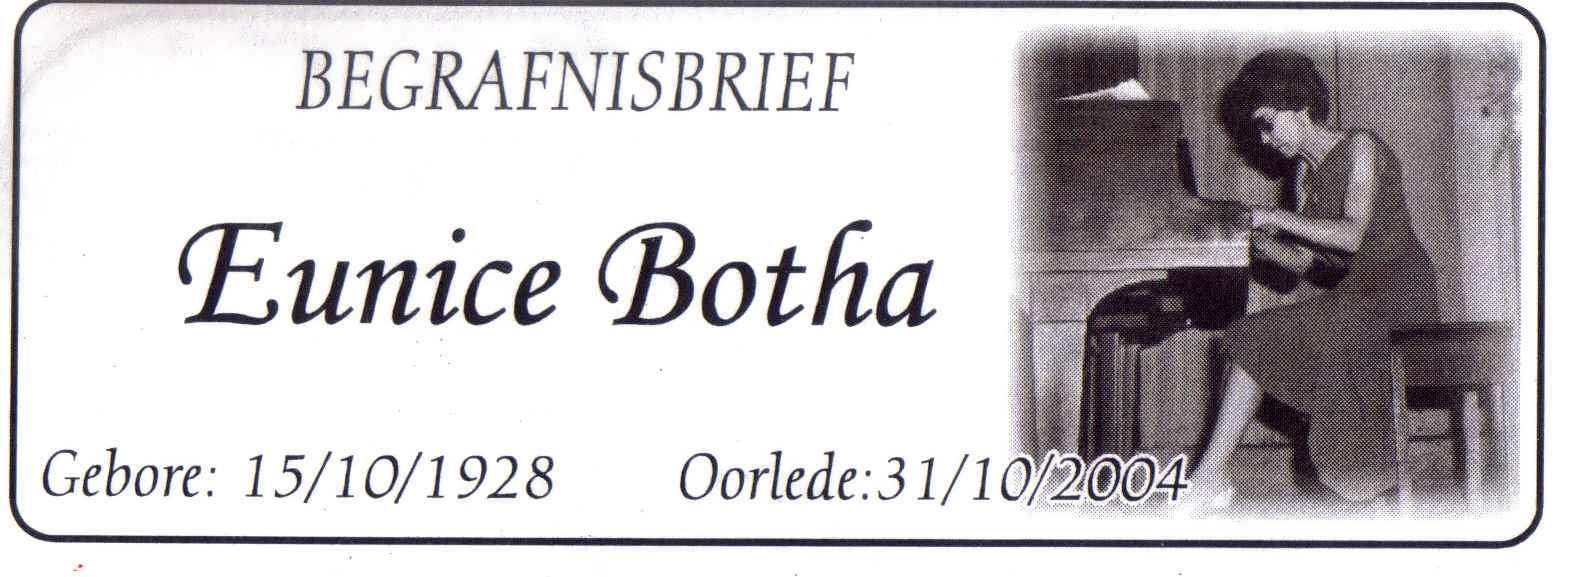 BEGRAFNISBRIEF
Eunice Botha
Gebore: 15/10/1928 Oorlede:31/10/2004